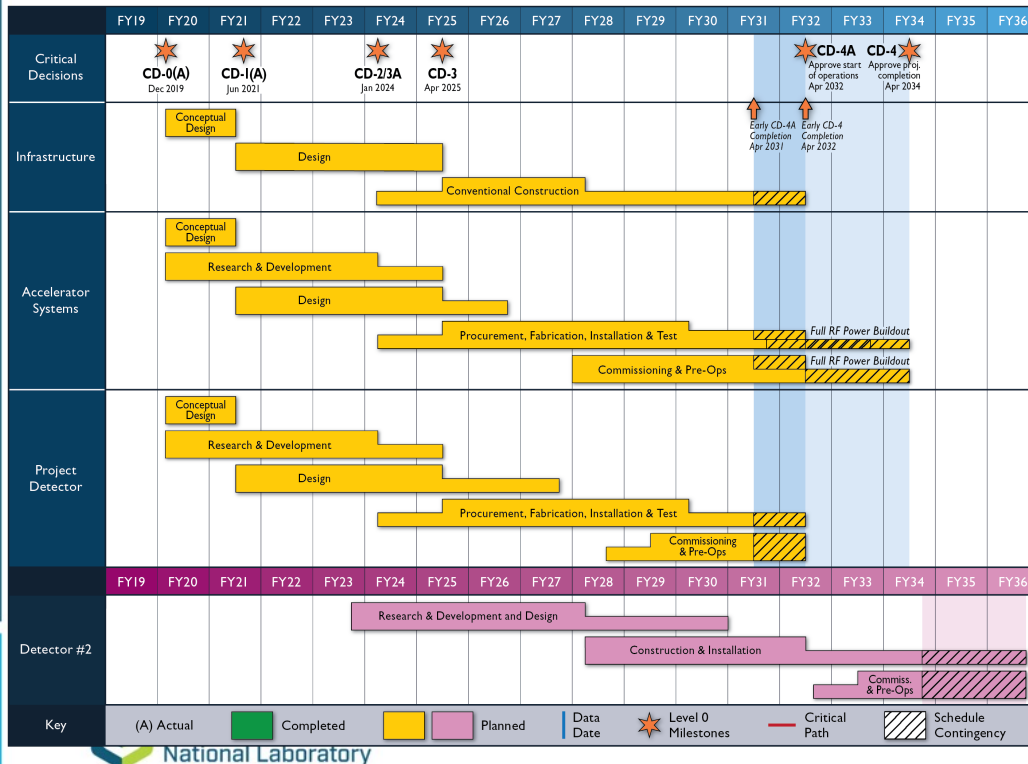 FY19 FY20 FY21 FY22 FY23 FY24 FY25 FY26 FY27 FY28 FY29 FY30 FY31 FY32 FY33 FY34 FY35 FY36
Critical
Decisions
CD-0(A)
Dec 2019
CD-1(A)
Jun 2021
CD-2/3A
Jan 2024
CD-3
Apr 2025
CD-4A
Approve start
of operations
Apr 2032
CD-4
Approve proj.
completion
Apr 2034
Early CD-4A
Completion
Apr 2031
Early CD-4
Completion
Apr 2032
Infrastructure
Conceptual
Design
Design
Conventional Construction
Accelerator
Systems
Conceptual
Design
Research & Development
Design
Procurement, Fabrication, Installation & Test
Full RF Power Buildout
Commissioning & Pre-Ops
Full RF Power Buildout
Project
Detector
Conceptual
Design
Research & Development
Design
Procurement, Fabrication, Installation & Test
Commissioning
& Pre-Ops
FY19 FY20 FY21 FY22 FY23 FY24 FY25 FY26 FY27 FY28 FY29 FY30 FY31 FY32 FY33 FY34 FY35 FY36
Detector #2
Research & Development and Design
Construction & Installation
Commiss.
& Pre-Ops
Key
(A) Actual
Completed
Planned
Data
Date
Level 0
Milestones
Critical
Path
Schedule
Contingency
National Laboratory